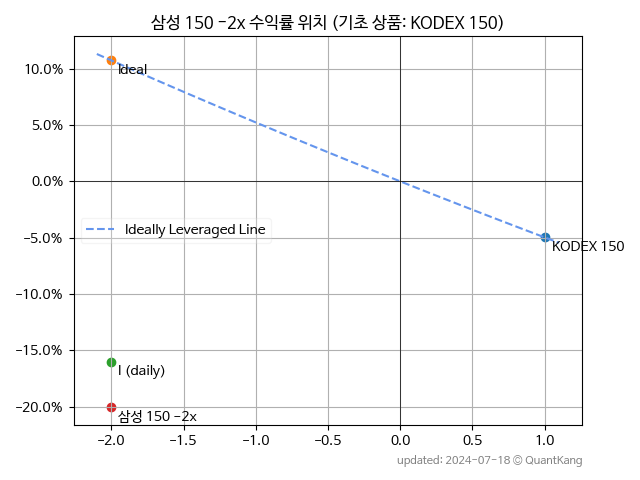 삼성 150 -2x 수익률 위치 (기초 상품: KODEX 150)
10.0%
5.0%
0.0%
−5.0%
−10.0%
−15.0%
−20.0%
Ideal
Ideally Leveraged Line
KODEX 150
I (daily)
삼성 150 -2x
−2.0 −1.5 −1.0 −0.5 0.0 0.5 1.0
updated: 2024-07-18 © QuantKang